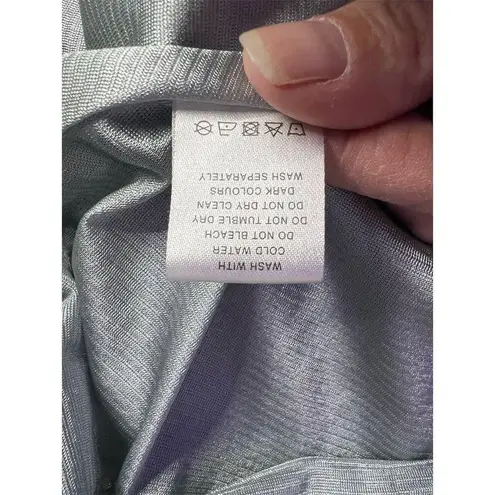 WASH WITH
COLD WATER
DO NOT BLEACH
DO NOT TUMBLE DRY
DO NOT DRY CLEAN
DARK COLOURS
WASH SEPARATELY